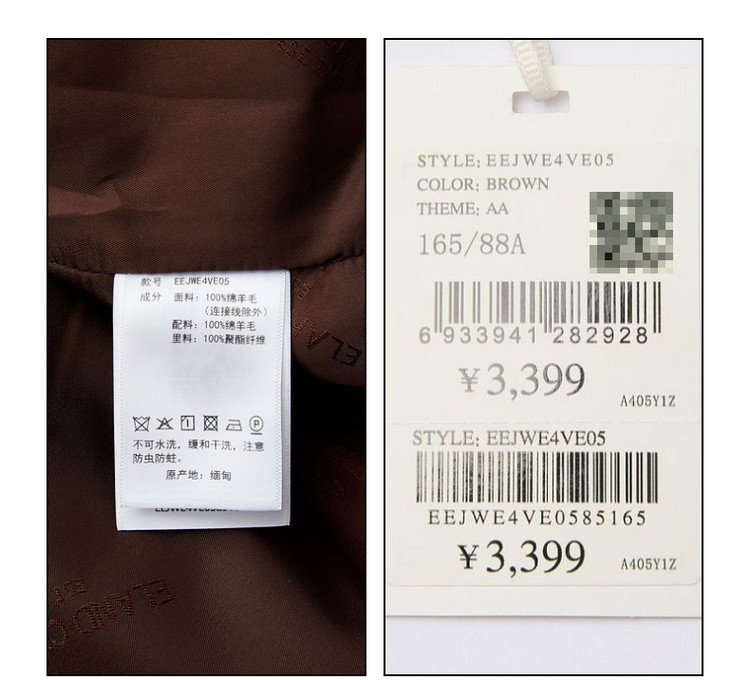 款号 EEJWE4VE05
成分 面料: 100%绵羊毛
(连接线除外)
配料: 100%绵羊毛
里料: 100%聚酯纤维
不可水洗, 缓和干洗, 注意
防虫防蛀。
原产地: 缅甸
ELAND
STYLE: EEJWE4VE05
COLOR: BROWN
THEME: AA
165/88A
6 933941 282928
¥3,399
A405Y1Z
STYLE: EEJWE4VE05
EEJWE4VE0585165
¥3,399
A405Y1Z